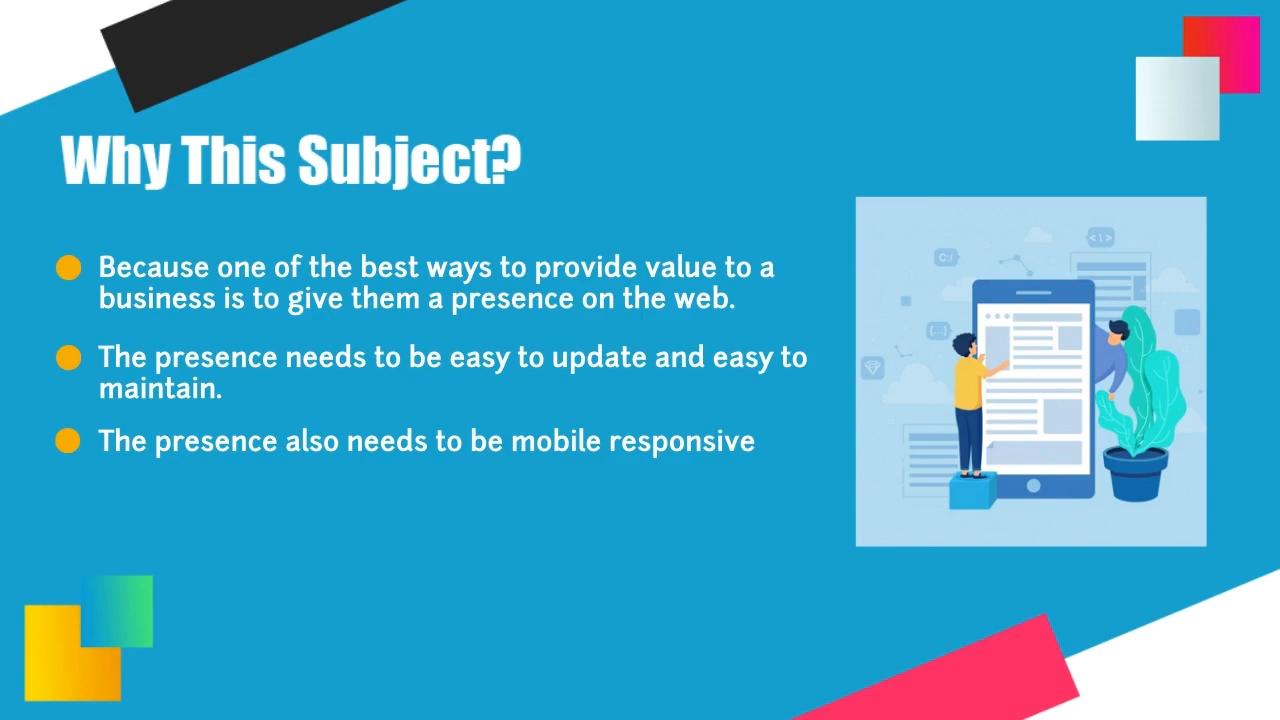 Why This Subject?
Because one of the best ways to provide value to a
business is to give them a presence on the web.
The presence needs to be easy to update and easy to
maintain.
The presence also needs to be mobile responsive
C:/
<\>
{...}